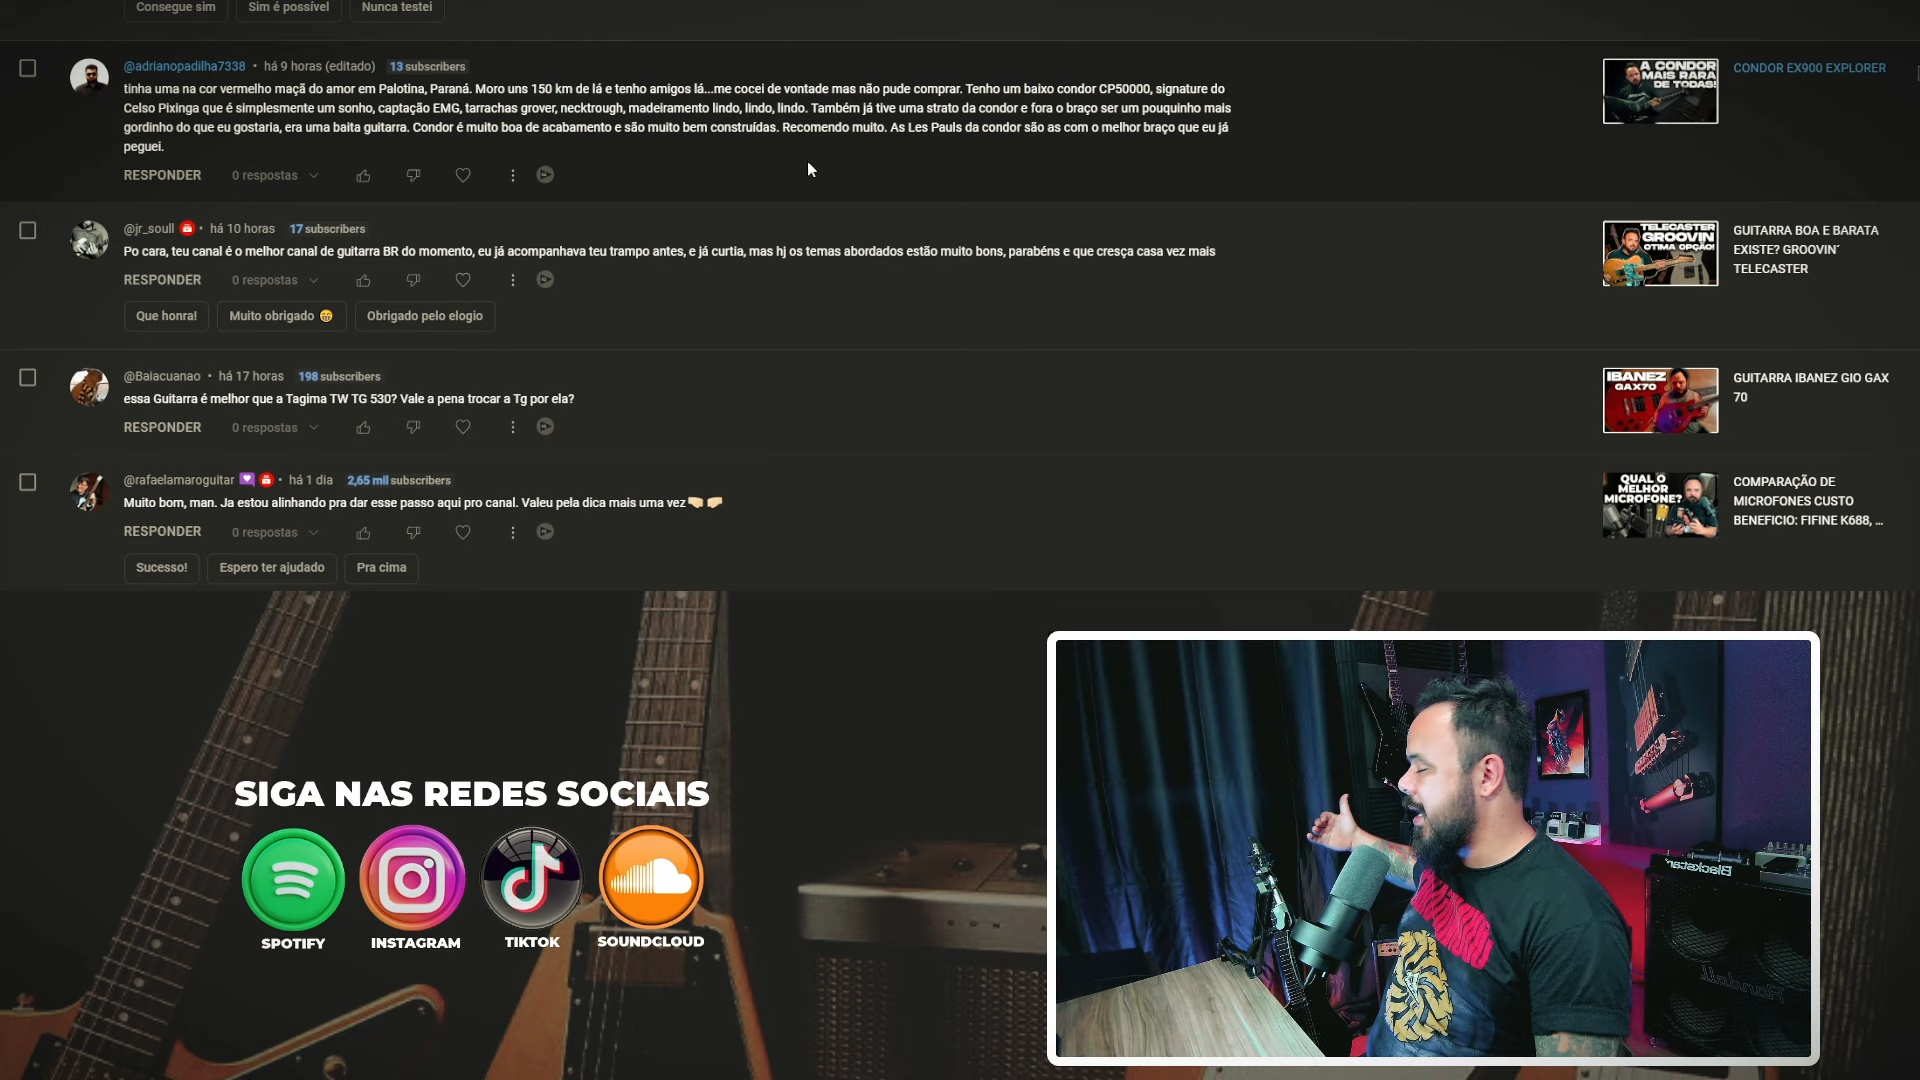 Consegue sim
Sim é possível
Nunca testei
@adrianopadilha7338 • há 9 horas (editado) 13 subscribers
tinha uma na cor vermelho maçã do amor em Palotina, Paraná. Moro uns 150 km de lá e tenho amigos lá...me cocei de vontade mas não pude comprar. Tenho um baixo condor CP50000, signature do
Celso Pixinga que é simplesmente um sonho, captação EMG, tarrachas grover, necktrough, madeiramento lindo, lindo, lindo. Também já tive uma strato da condor e fora o braço ser um pouquinho mais
gordinho do que eu gostaria, era uma baita guitarra. Condor é muito boa de acabamento e são muito bem construídas. Recomendo muito. As Les Pauls da condor são as com o melhor braço que eu já
peguei.
RESPONDER 0 respostas
A CONDOR
MAIS RARA
DE TODAS!
CONDOR EX900 EXPLORER
@jr_soull • há 10 horas 17 subscribers
Po cara, teu canal é o melhor canal de guitarra BR do momento, eu já acompanhava teu trampo antes, e já curtia, mas hj os temas abordados estão muito bons, parabéns e que cresça casa vez mais
RESPONDER 0 respostas
Que honra!
Muito obrigado 😁
Obrigado pelo elogio
TELECASTER
GROOVIN
OTIMA OPÇÃO!
GUITARRA BOA E BARATA
EXISTE? GROOVIN´
TELECASTER
@Baiacuanao • há 17 horas 198 subscribers
essa Guitarra é melhor que a Tagima TW TG 530? Vale a pena trocar a Tg por ela?
RESPONDER 0 respostas
IBANEZ
GAX70
GUITARRA IBANEZ GIO GAX
70
@rafaelamaroguitar • há 1 dia 2,65 mil subscribers
Muito bom, man. Ja estou alinhando pra dar esse passo aqui pro canal. Valeu pela dica mais uma vez🤜🏼🤛🏼
RESPONDER 0 respostas
Sucesso!
Espero ter ajudado
Pra cima
QUAL O
MELHOR
MICROFONE?
COMPARAÇÃO DE
MICROFONES CUSTO
BENEFICIO: FIFINE K688, ...
SIGA NAS REDES SOCIAIS
SPOTIFY
INSTAGRAM
TIKTOK
SOUNDCLOUD
Blackstar
Randall